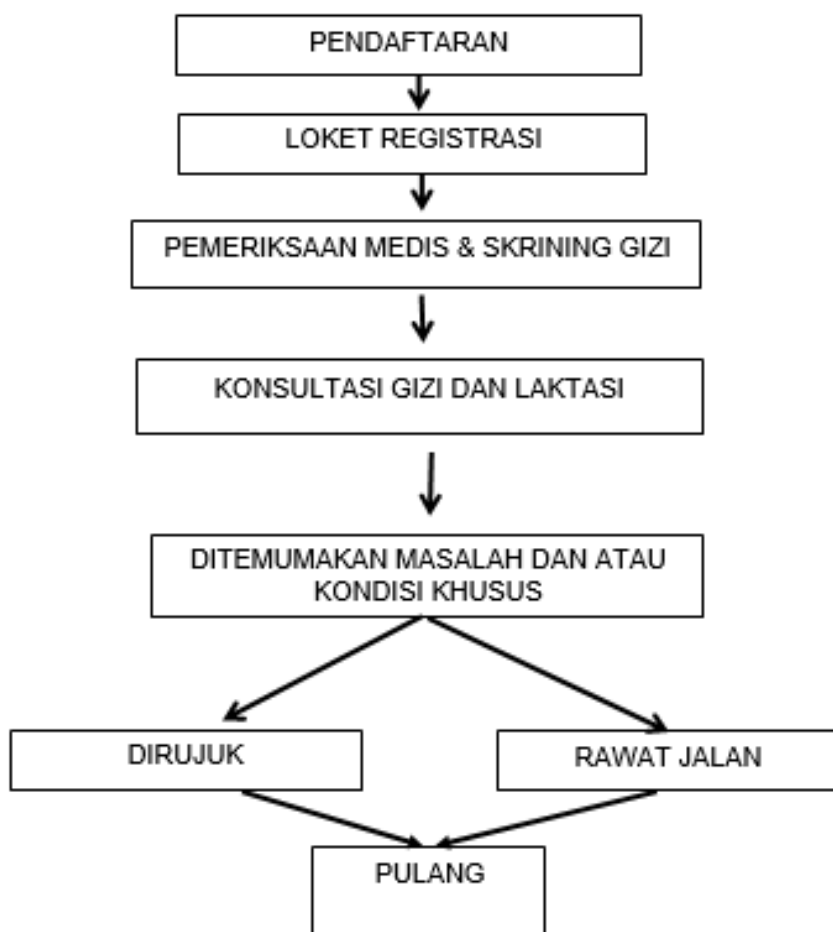 PENDAFTARAN
LOKET REGISTRASI
PEMERIKSAAN MEDIS & SKRINING GIZI
KONSULTASI GIZI DAN LAKTASI
DITEMUMAKAN MASALAH DAN ATAU
KONDISI KHUSUS
DIRUJUK
RAWAT JALAN
PULANG